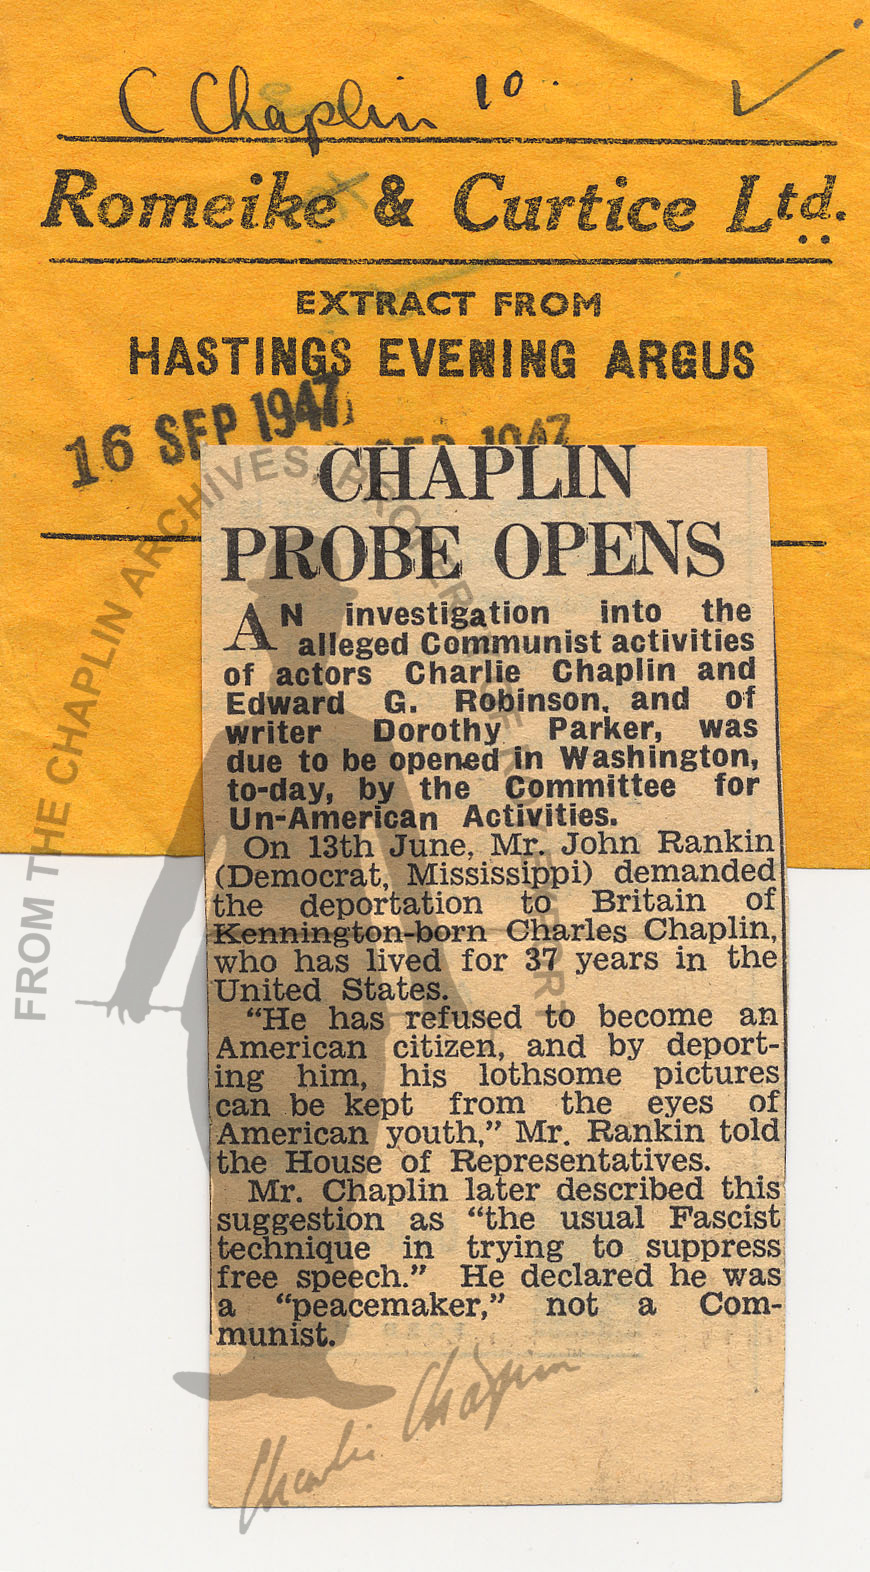 C Chaplin 10.
Romeike & Curtice Ltd.
EXTRACT FROM
HASTINGS EVENING ARGUS
16 SEP 1947
SEP 1947
CHAPLIN
PROBE OPENS
AN investigation into the
alleged Communist activities
of actors Charlie Chaplin and
Edward G. Robinson, and of
writer Dorothy Parker, was
due to be opened in Washington,
to-day, by the Committee for
Un-American Activities.
On 13th June, Mr. John Rankin
(Democrat, Mississippi) demanded
the deportation to Britain of
Kennington-born Charles Chaplin,
who has lived for 37 years in the
United States.
"He has refused to become an
American citizen, and by deport-
ing him, his lothsome pictures
can be kept from the eyes of
American youth," Mr. Rankin told
the House of Representatives.
Mr. Chaplin later described this
suggestion as "the usual Fascist
technique in trying to suppress
free speech." He declared he was
a "peacemaker," not a Com-
munist.
Charlie Chaplin
FROM THE CHAPLIN ARCHIVES, PROPERTY OF